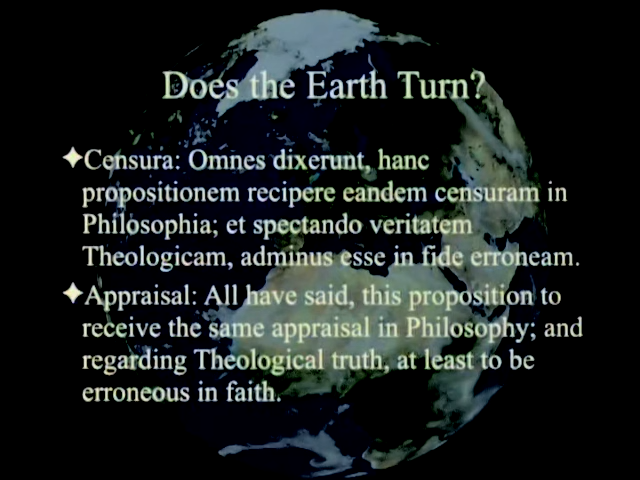 Does the Earth Turn?
✦Censura: Omnes dixerunt, hanc
propositionem recipere eandem censuram in
Philosophia; et spectando veritatem
Theologicam, adminus esse in fide erroneam.
✦Appraisal: All have said, this proposition to
receive the same appraisal in Philosophy; and
regarding Theological truth, at least to be
erroneous in faith.